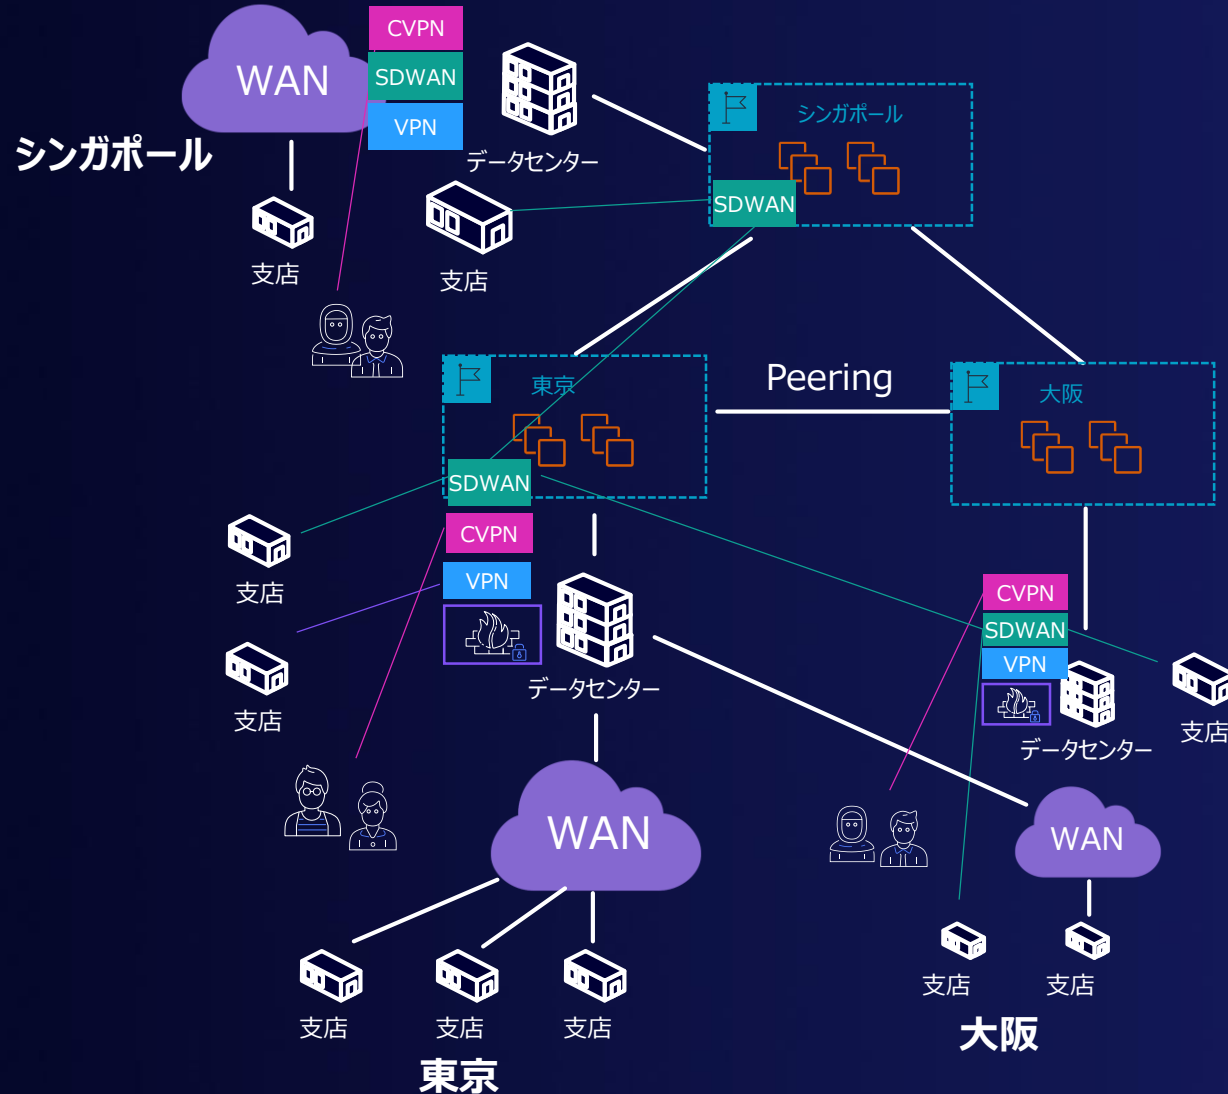 WAN
CVPN
SDWAN
VPN
シンガポール
データセンター
支店
支店
シンガポール
SDWAN
東京
Peering
大阪
SDWAN
CVPN
VPN
支店
支店
データセンター
CVPN
SDWAN
VPN
データセンター
支店
WAN
WAN
支店
支店
支店
東京
支店
支店
大阪